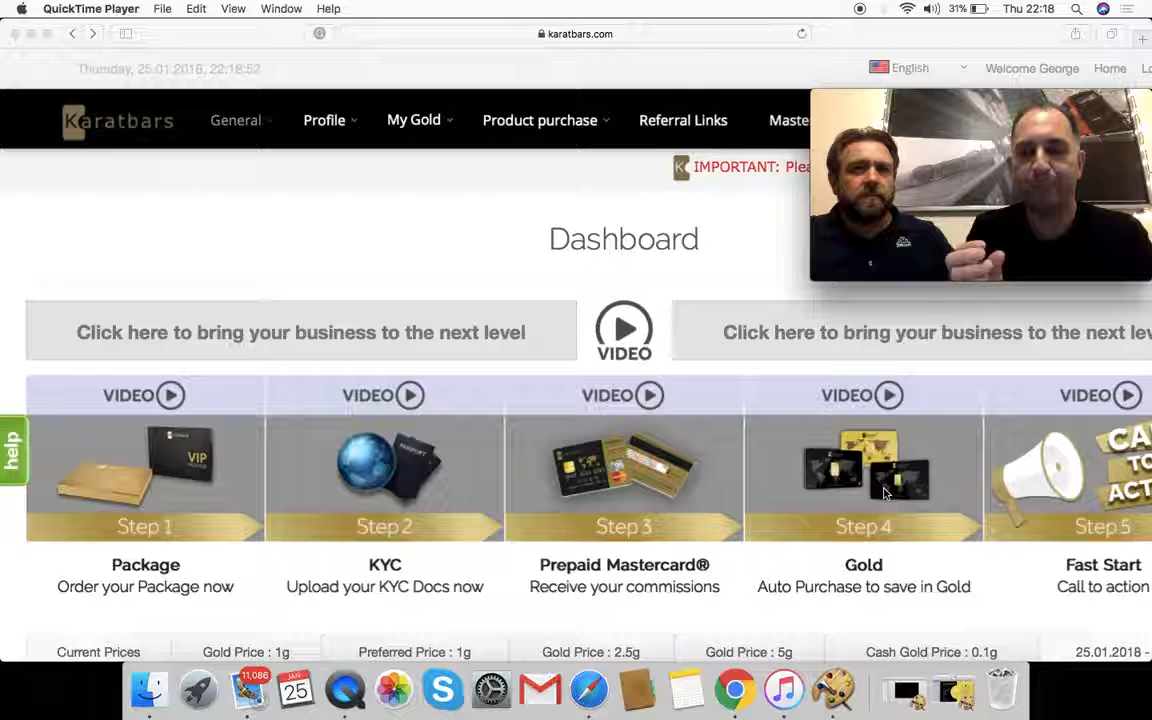 QuickTime Player File Edit View Window Help 31% Thu 22:18
karatbars.com
Thursday, 25.01.2018, 22:18:52 English Welcome George Home Lo
Karatbars General Profile My Gold Product purchase Referral Links Maste
K IMPORTANT: Plea
Dashboard
Click here to bring your business to the next level
VIDEO
Click here to bring your business to the next lev
VIDEO VIDEO VIDEO VIDEO VIDEO
help
VIP
PASSPORT
CA
TO
ACT
Step 1 Step 2 Step 3 Step 4 Step 5
Package KYC Prepaid Mastercard® Gold Fast Start
Order your Package now Upload your KYC Docs now Receive your commissions Auto Purchase to save in Gold Call to action
Current Prices Gold Price : 1g Preferred Price : 1g Gold Price : 2.5g Gold Price : 5g Cash Gold Price : 0.1g 25.01.2018 -
11,086
JAN
25